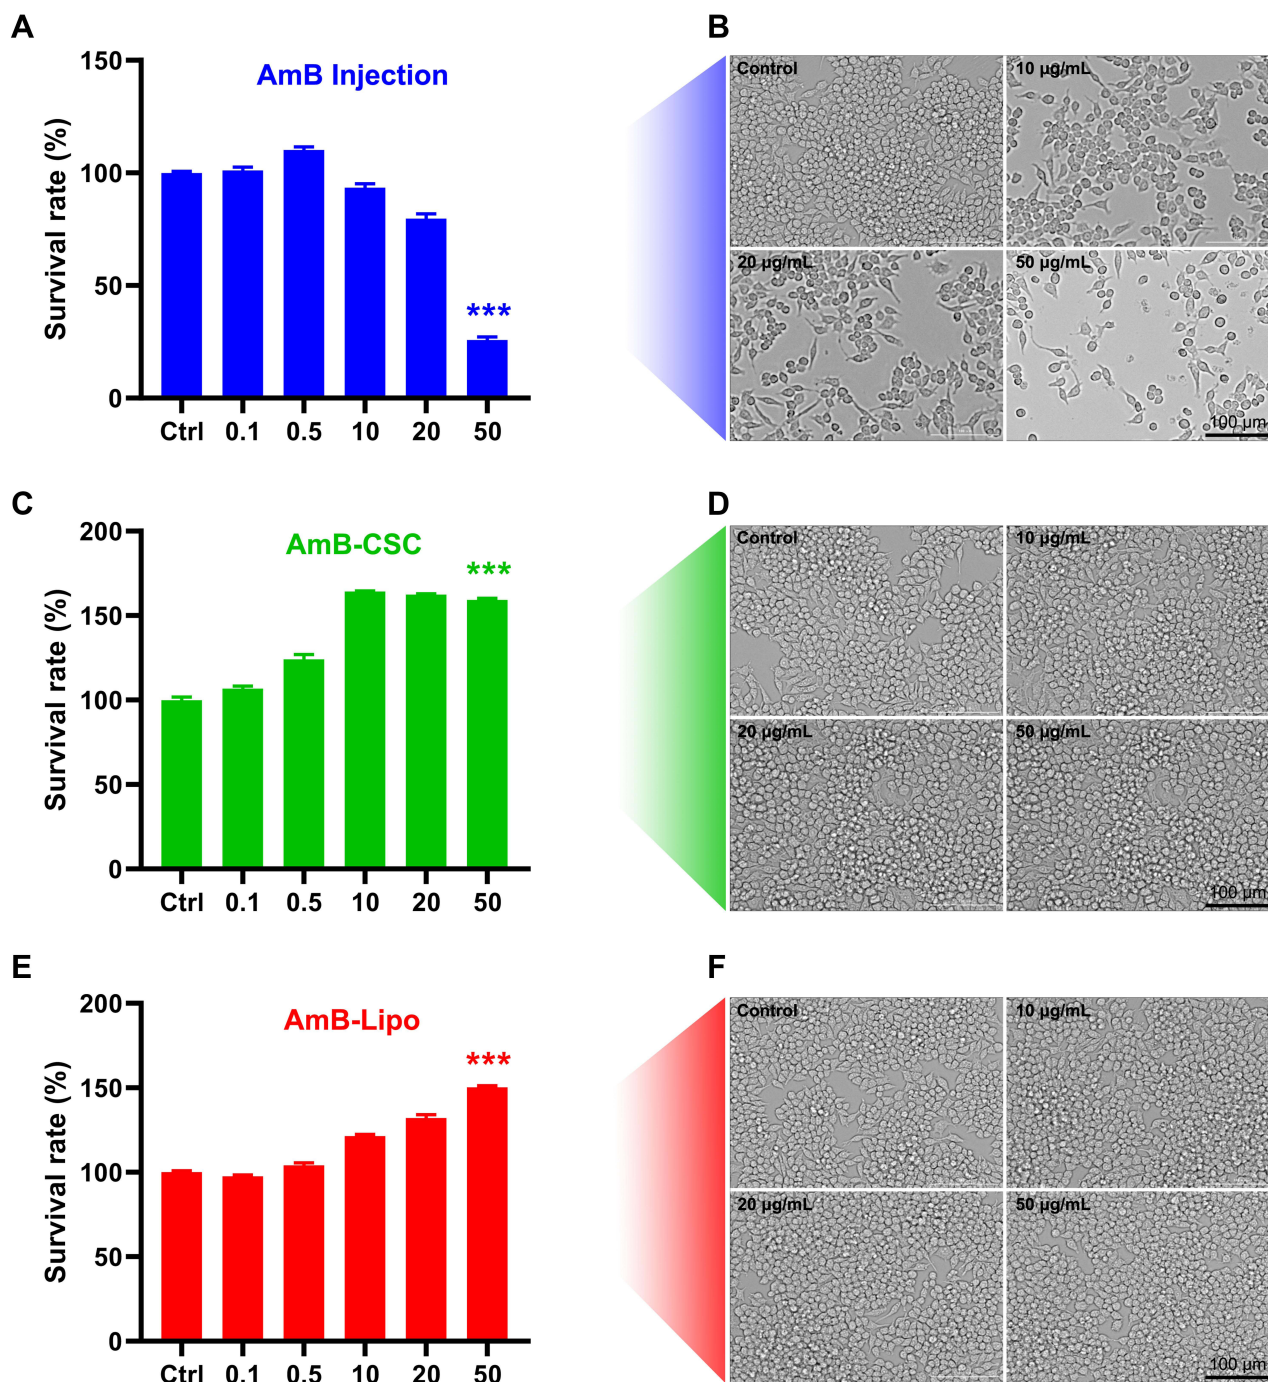 A
AmB Injection
Survival rate (%)
150
100
50
0
***
Ctrl 0.1 0.5 10 20 50
B
Control
10 µg/mL
20 µg/mL
50 µg/mL
100 µm
C
AmB-CSC
Survival rate (%)
200
150
100
50
0
***
Ctrl 0.1 0.5 10 20 50
D
Control
10 µg/mL
20 µg/mL
50 µg/mL
100 µm
E
AmB-Lipo
Survival rate (%)
200
150
100
50
0
***
Ctrl 0.1 0.5 10 20 50
F
Control
10 µg/mL
20 µg/mL
50 µg/mL
100 µm